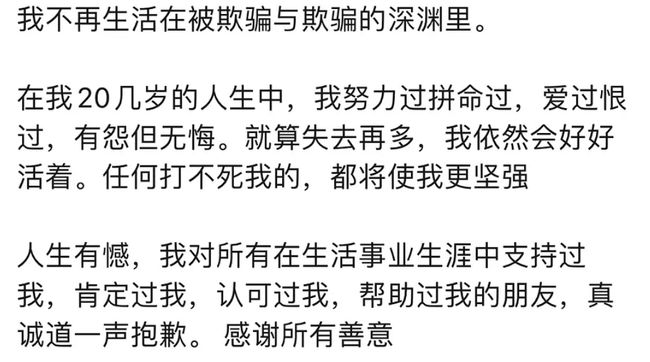 我不再生活在被欺骗与欺骗的深渊里。
在我20几岁的人生中，我努力过拼命过，爱过恨
过，有怨但无悔。就算失去再多，我依然会好好
活着。任何打不死我的，都将使我更坚强
人生有憾，我对所有在生活事业生涯中支持过
我，肯定过我，认可过我，帮助过我的朋友，真
诚道一声抱歉。 感谢所有善意